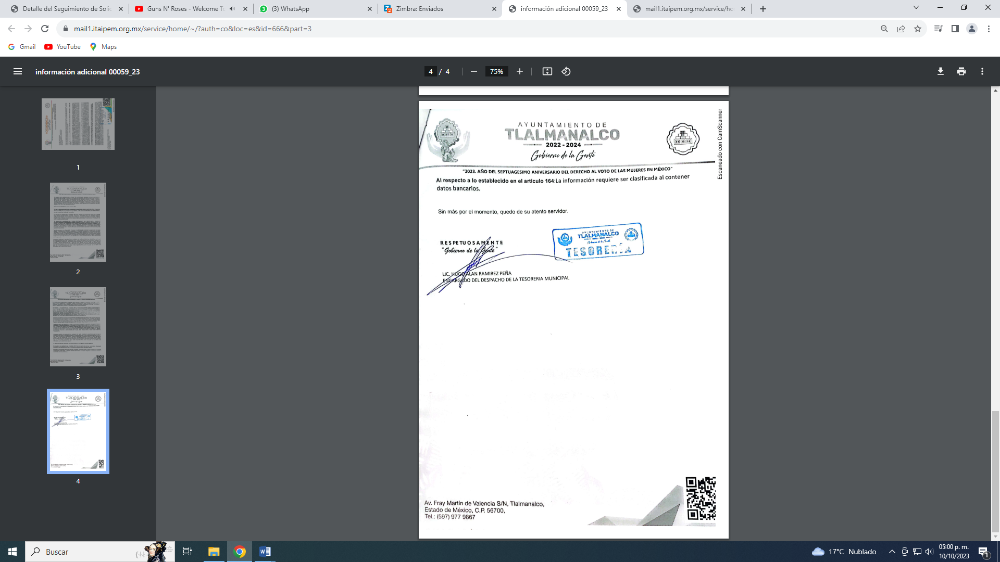 Detalle del Seguimiento de Solic
Guns N' Roses - Welcome To
(3) WhatsApp
Zimbra: Enviados
información adicional 00059_23
mail1.itaipem.org.mx/service/ho
mail1.itaipem.org.mx/service/home/~/?auth=co&loc=es&id=666&part=3
Gmail
YouTube
Maps
información adicional 00059_23
4 / 4
75%
1
2
3
4
AYUNTAMIENTO DE
TLALMANALCO
2022 - 2024
Gobierno de la Gente
Escaneado con CamScanner
"2023. AÑO DEL SEPTUAGESIMO ANIVERSARIO DEL DERECHO AL VOTO DE LAS MUJERES EN MÉXICO"
Al respecto a lo establecido en el articulo 164:La información requiere ser clasificada al contener
datos bancarios.
Sin más por el momento, quedo de su atento servidor.
RESPETUOSAMENTE
"Gobierno de la Gente"
AYUNTAMIENTO DE
TLALMANALCO
2022 - 2024
Gobierno de la Gente
TESORERÍA
LIC. HUGO ALAN RAMIREZ PEÑA
ENCARGADO DEL DESPACHO DE LA TESORERIA MUNICIPAL
Av. Fray Martín de Valencia S/N, Tlalmanalco,
Estado de México, C.P. 56700,
Tel.: (597) 977 9867
Buscar
17°C Nublado
05:00 p. m.
10/10/2023
1